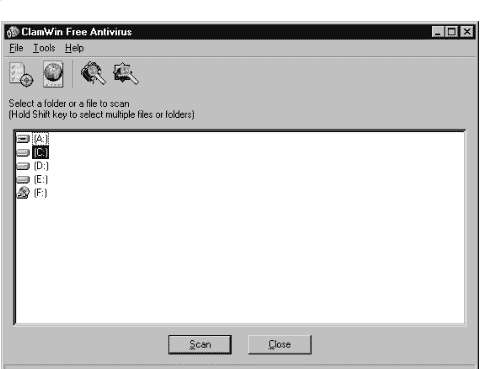 ClamWin Free Antivirus
File Tools Help
Select a folder or a file to scan
(Hold Shift key to select multiple files or folders)
(A:)
(C:)
(D:)
(E:)
(F:)
Scan Close